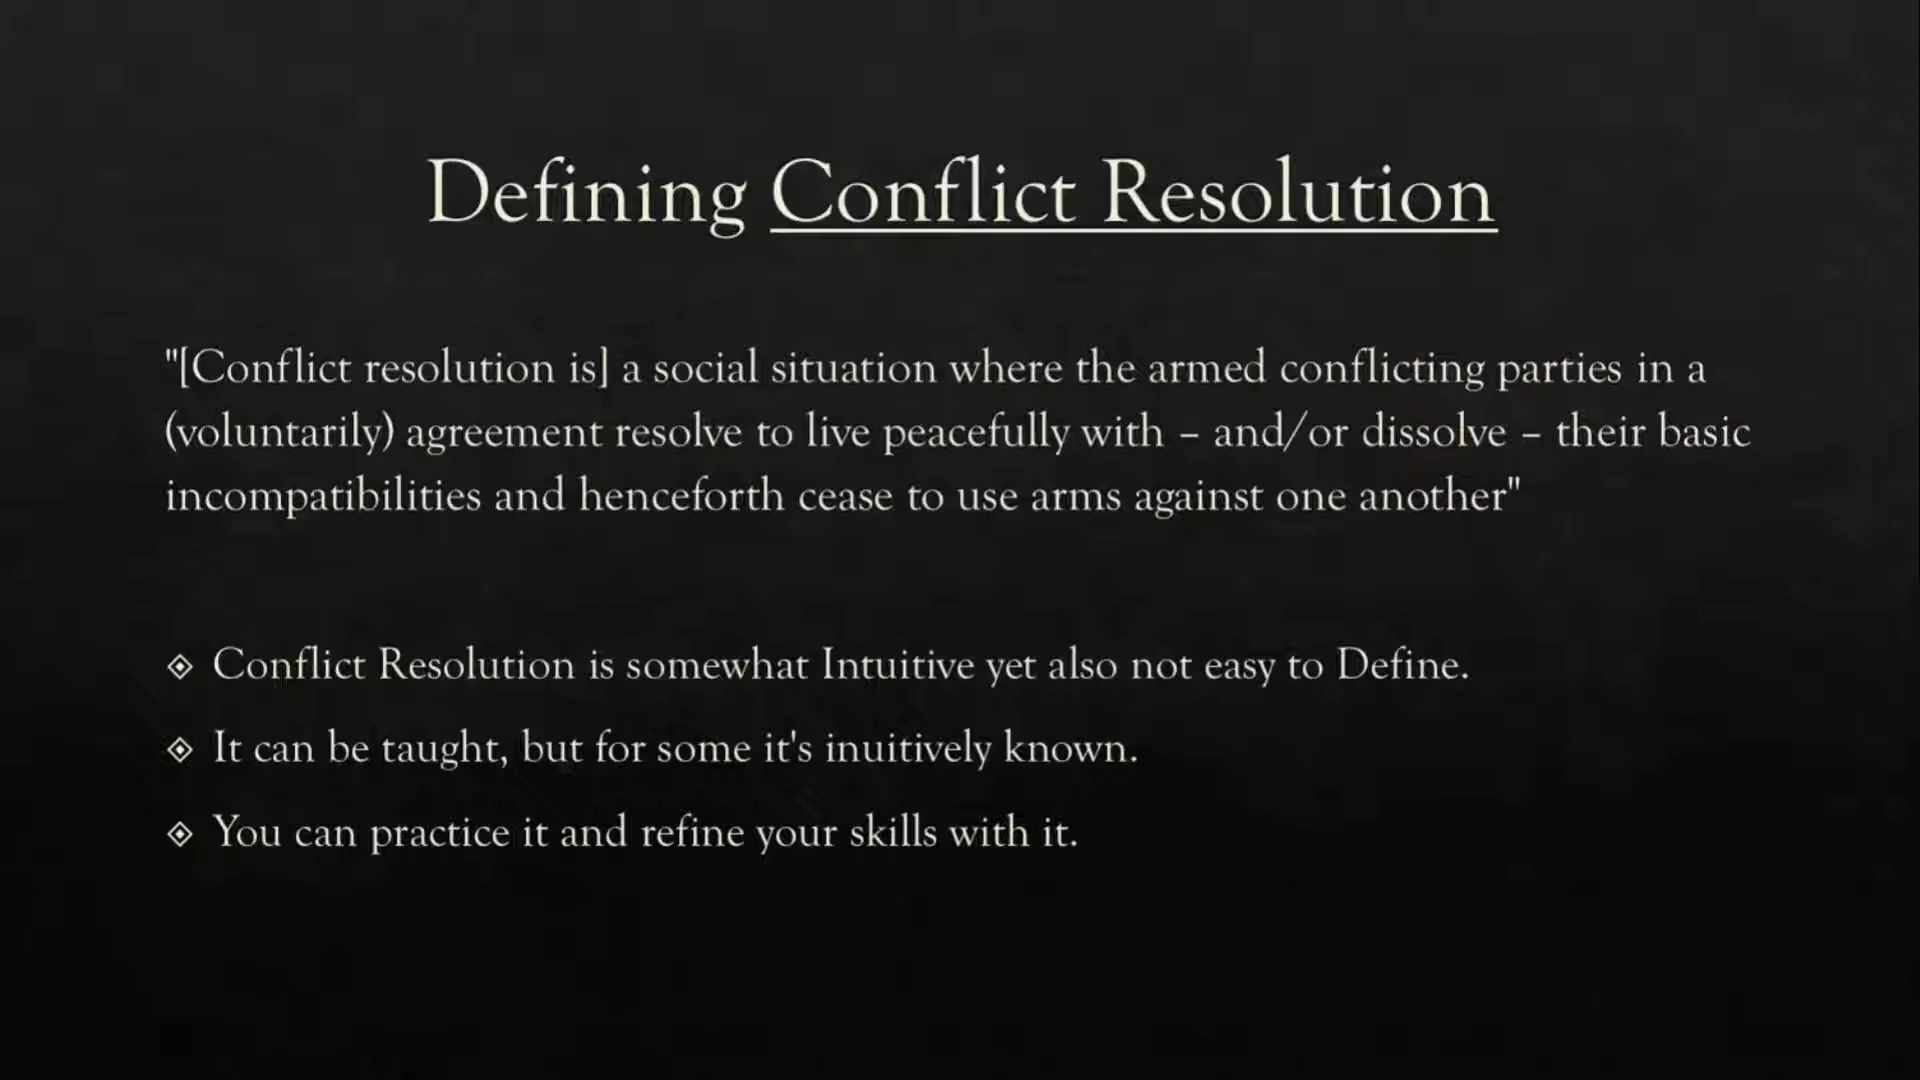 Defining Conflict Resolution
"[Conflict resolution is] a social situation where the armed conflicting parties in a
(voluntarily) agreement resolve to live peacefully with – and/or dissolve – their basic
incompatibilities and henceforth cease to use arms against one another"
Conflict Resolution is somewhat Intuitive yet also not easy to Define.
It can be taught, but for some it's inuitively known.
You can practice it and refine your skills with it.